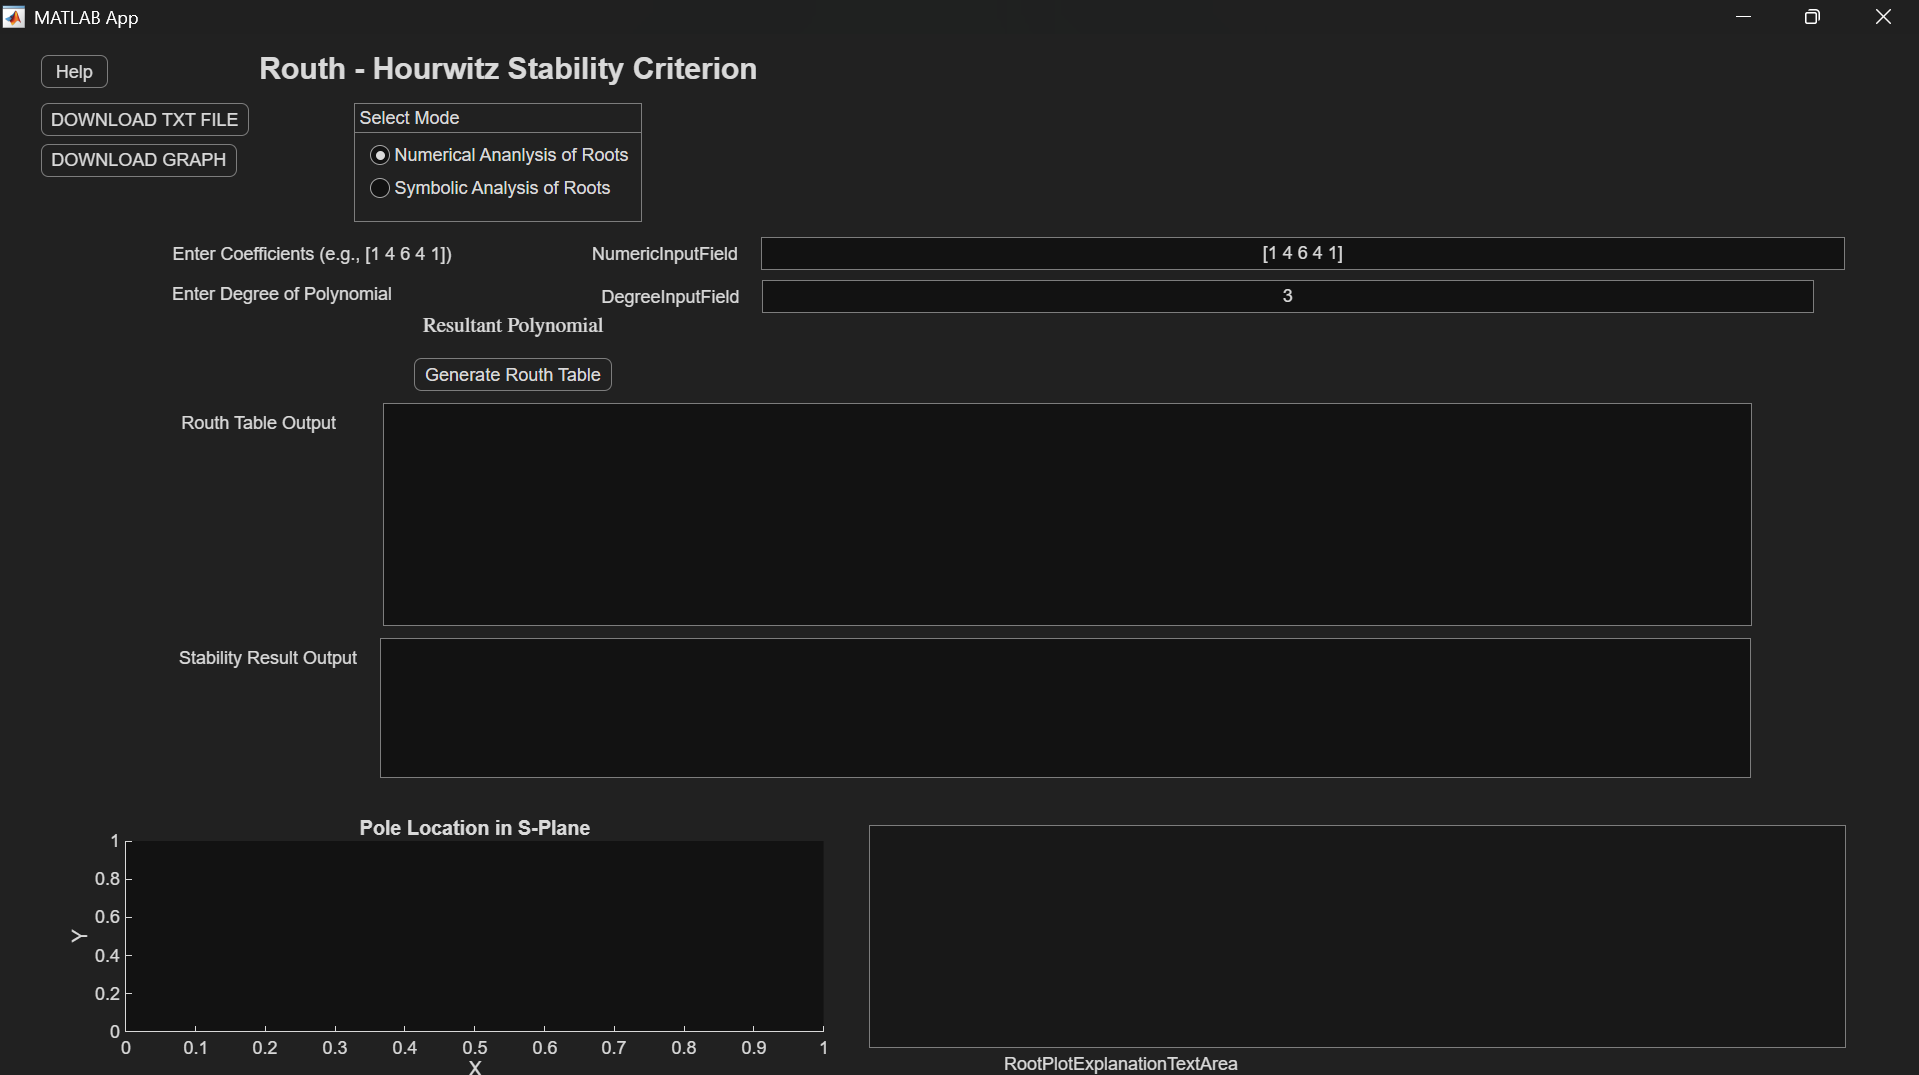 MATLAB App
Help
Routh - Hourwitz Stability Criterion
DOWNLOAD TXT FILE
DOWNLOAD GRAPH
Select Mode
Numerical Ananlysis of Roots
Symbolic Analysis of Roots
Enter Coefficients (e.g., [1 4 6 4 1])
NumericInputField
[1 4 6 4 1]
Enter Degree of Polynomial
DegreeInputField
3
Resultant Polynomial
Generate Routh Table
Routh Table Output
Stability Result Output
Pole Location in S-Plane
1
0.8
0.6
0.4
0.2
0
Y
0 0.1 0.2 0.3 0.4 0.5 0.6 0.7 0.8 0.9 1
X
RootPlotExplanationTextArea